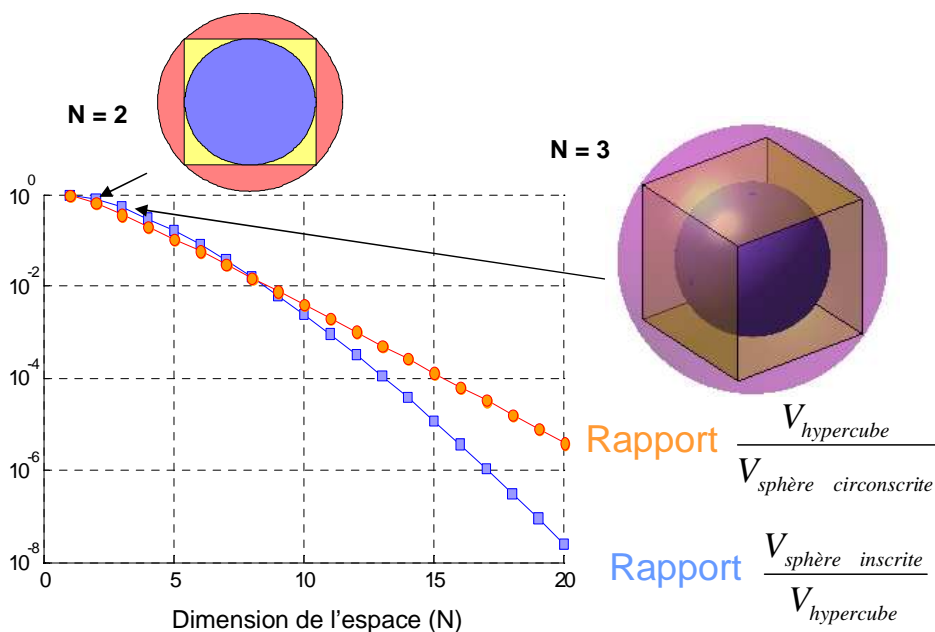 N = 2
N = 3
10^0
10^-2
10^-4
10^-6
10^-8
0 5 10 15 20
Dimension de l'espace (N)
Rapport V_hypercube / V_sphère circonscrite
Rapport V_sphère inscrite / V_hypercube